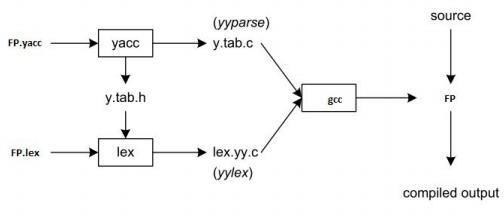 (yyparse)
source
FP.yacc
yacc
y.tab.c
y.tab.h
gcc
FP
FP.lex
lex
lex.yy.c
(yylex)
compiled output